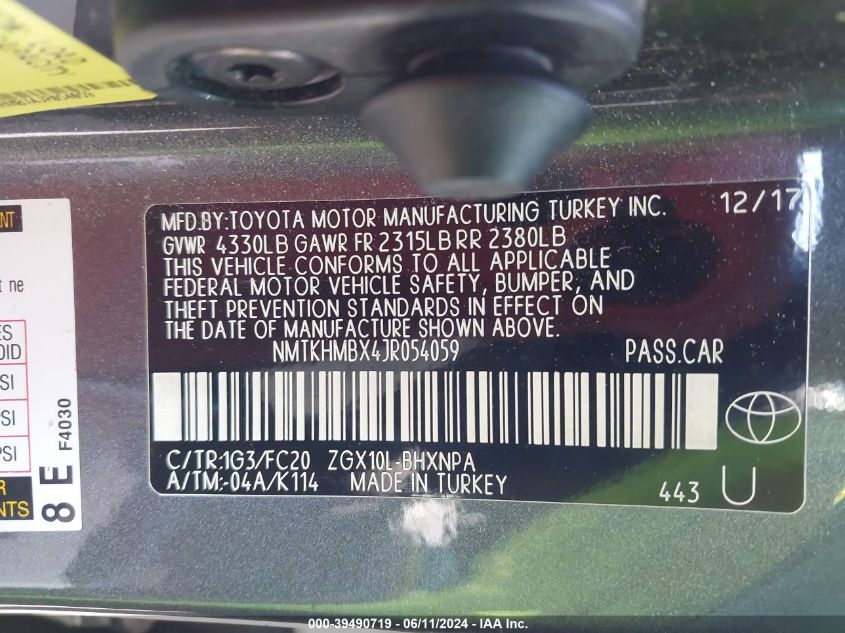 MFD.BY:TOYOTA MOTOR MANUFACTURING TURKEY INC. 12/17
GVWR 4330LB GAWR FR 2315LB RR 2380LB
THIS VEHICLE CONFORMS TO ALL APPLICABLE
FEDERAL MOTOR VEHICLE SAFETY, BUMPER, AND
THEFT PREVENTION STANDARDS IN EFFECT ON
THE DATE OF MANUFACTURE SHOWN ABOVE.
NMTKHMBX4JR054059 PASS.CAR
C/TR:1G3/FC20 ZGX10L-BHXNPA
A/TM:-04A/K114 MADE IN TURKEY
443 U
8 E
F4030
ne
PSI
--- 39490719 --- 06/11/2024 --- IAA Inc.